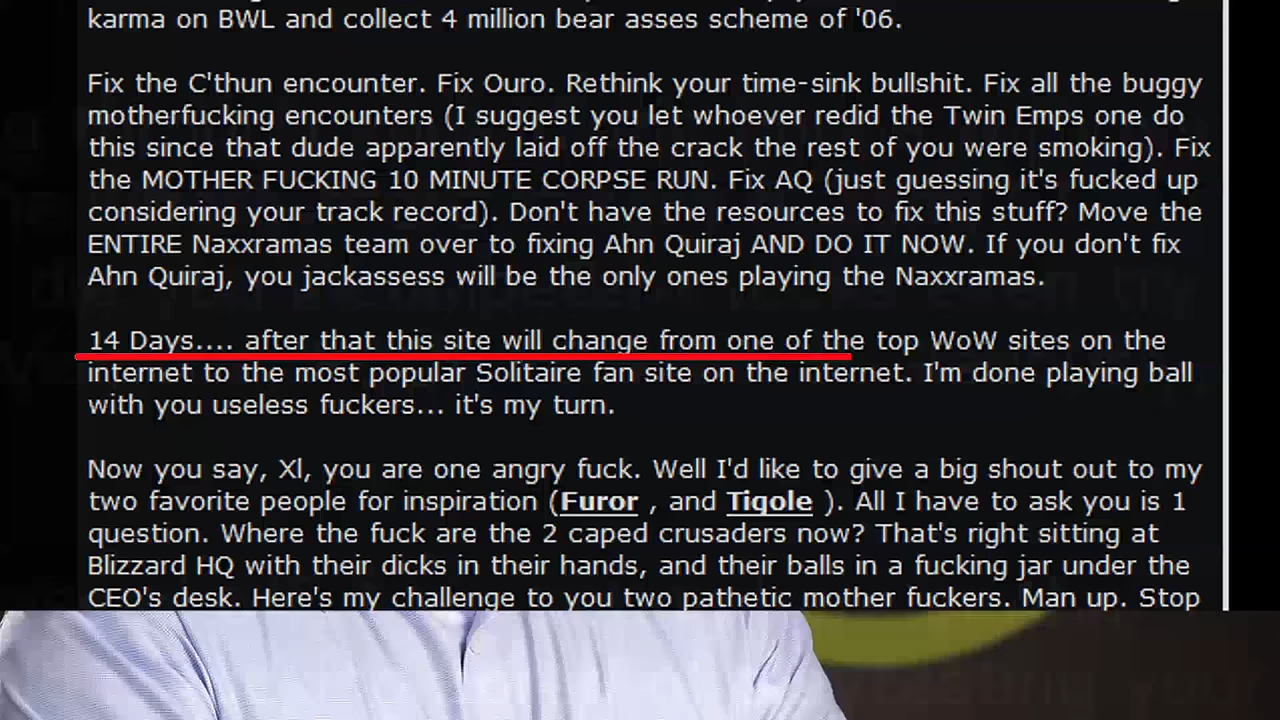 karma on BWL and collect 4 million bear asses scheme of '06.
Fix the C'thun encounter. Fix Ouro. Rethink your time-sink bullshit. Fix all the buggy
motherfucking encounters (I suggest you let whoever redid the Twin Emps one do
this since that dude apparently laid off the crack the rest of you were smoking). Fix
the MOTHER FUCKING 10 MINUTE CORPSE RUN. Fix AQ (just guessing it's fucked up
considering your track record). Don't have the resources to fix this stuff? Move the
ENTIRE Naxxramas team over to fixing Ahn Quiraj AND DO IT NOW. If you don't fix
Ahn Quiraj, you jackassess will be the only ones playing the Naxxramas.
14 Days.... after that this site will change from one of the top WoW sites on the
internet to the most popular Solitaire fan site on the internet. I'm done playing ball
with you useless fuckers... it's my turn.
Now you say, Xl, you are one angry fuck. Well I'd like to give a big shout out to my
two favorite people for inspiration (Furor , and Tigole ). All I have to ask you is 1
question. Where the fuck are the 2 caped crusaders now? That's right sitting at
Blizzard HQ with their dicks in their hands, and their balls in a fucking jar under the
CEO's desk. Here's my challenge to you two pathetic mother fuckers. Man up. Stop